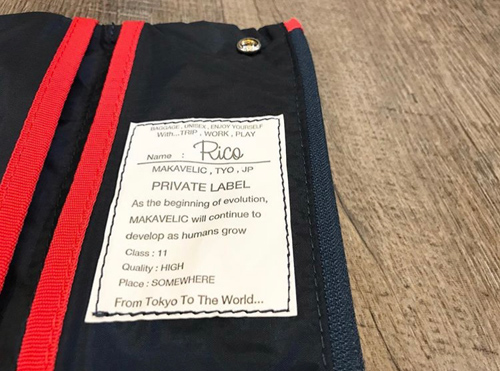 BAGGAGE , UNISEX , ENJOY YOURSELF
With...TRIP , WORK , PLAY
Name : Rico
MAKAVELIC , TYO , JP
PRIVATE LABEL
As the beginning of evolution,
MAKAVELIC will continue to
develop as humans grow
Class : 11
Quality : HIGH
Place : SOMEWHERE
From Tokyo To The World...